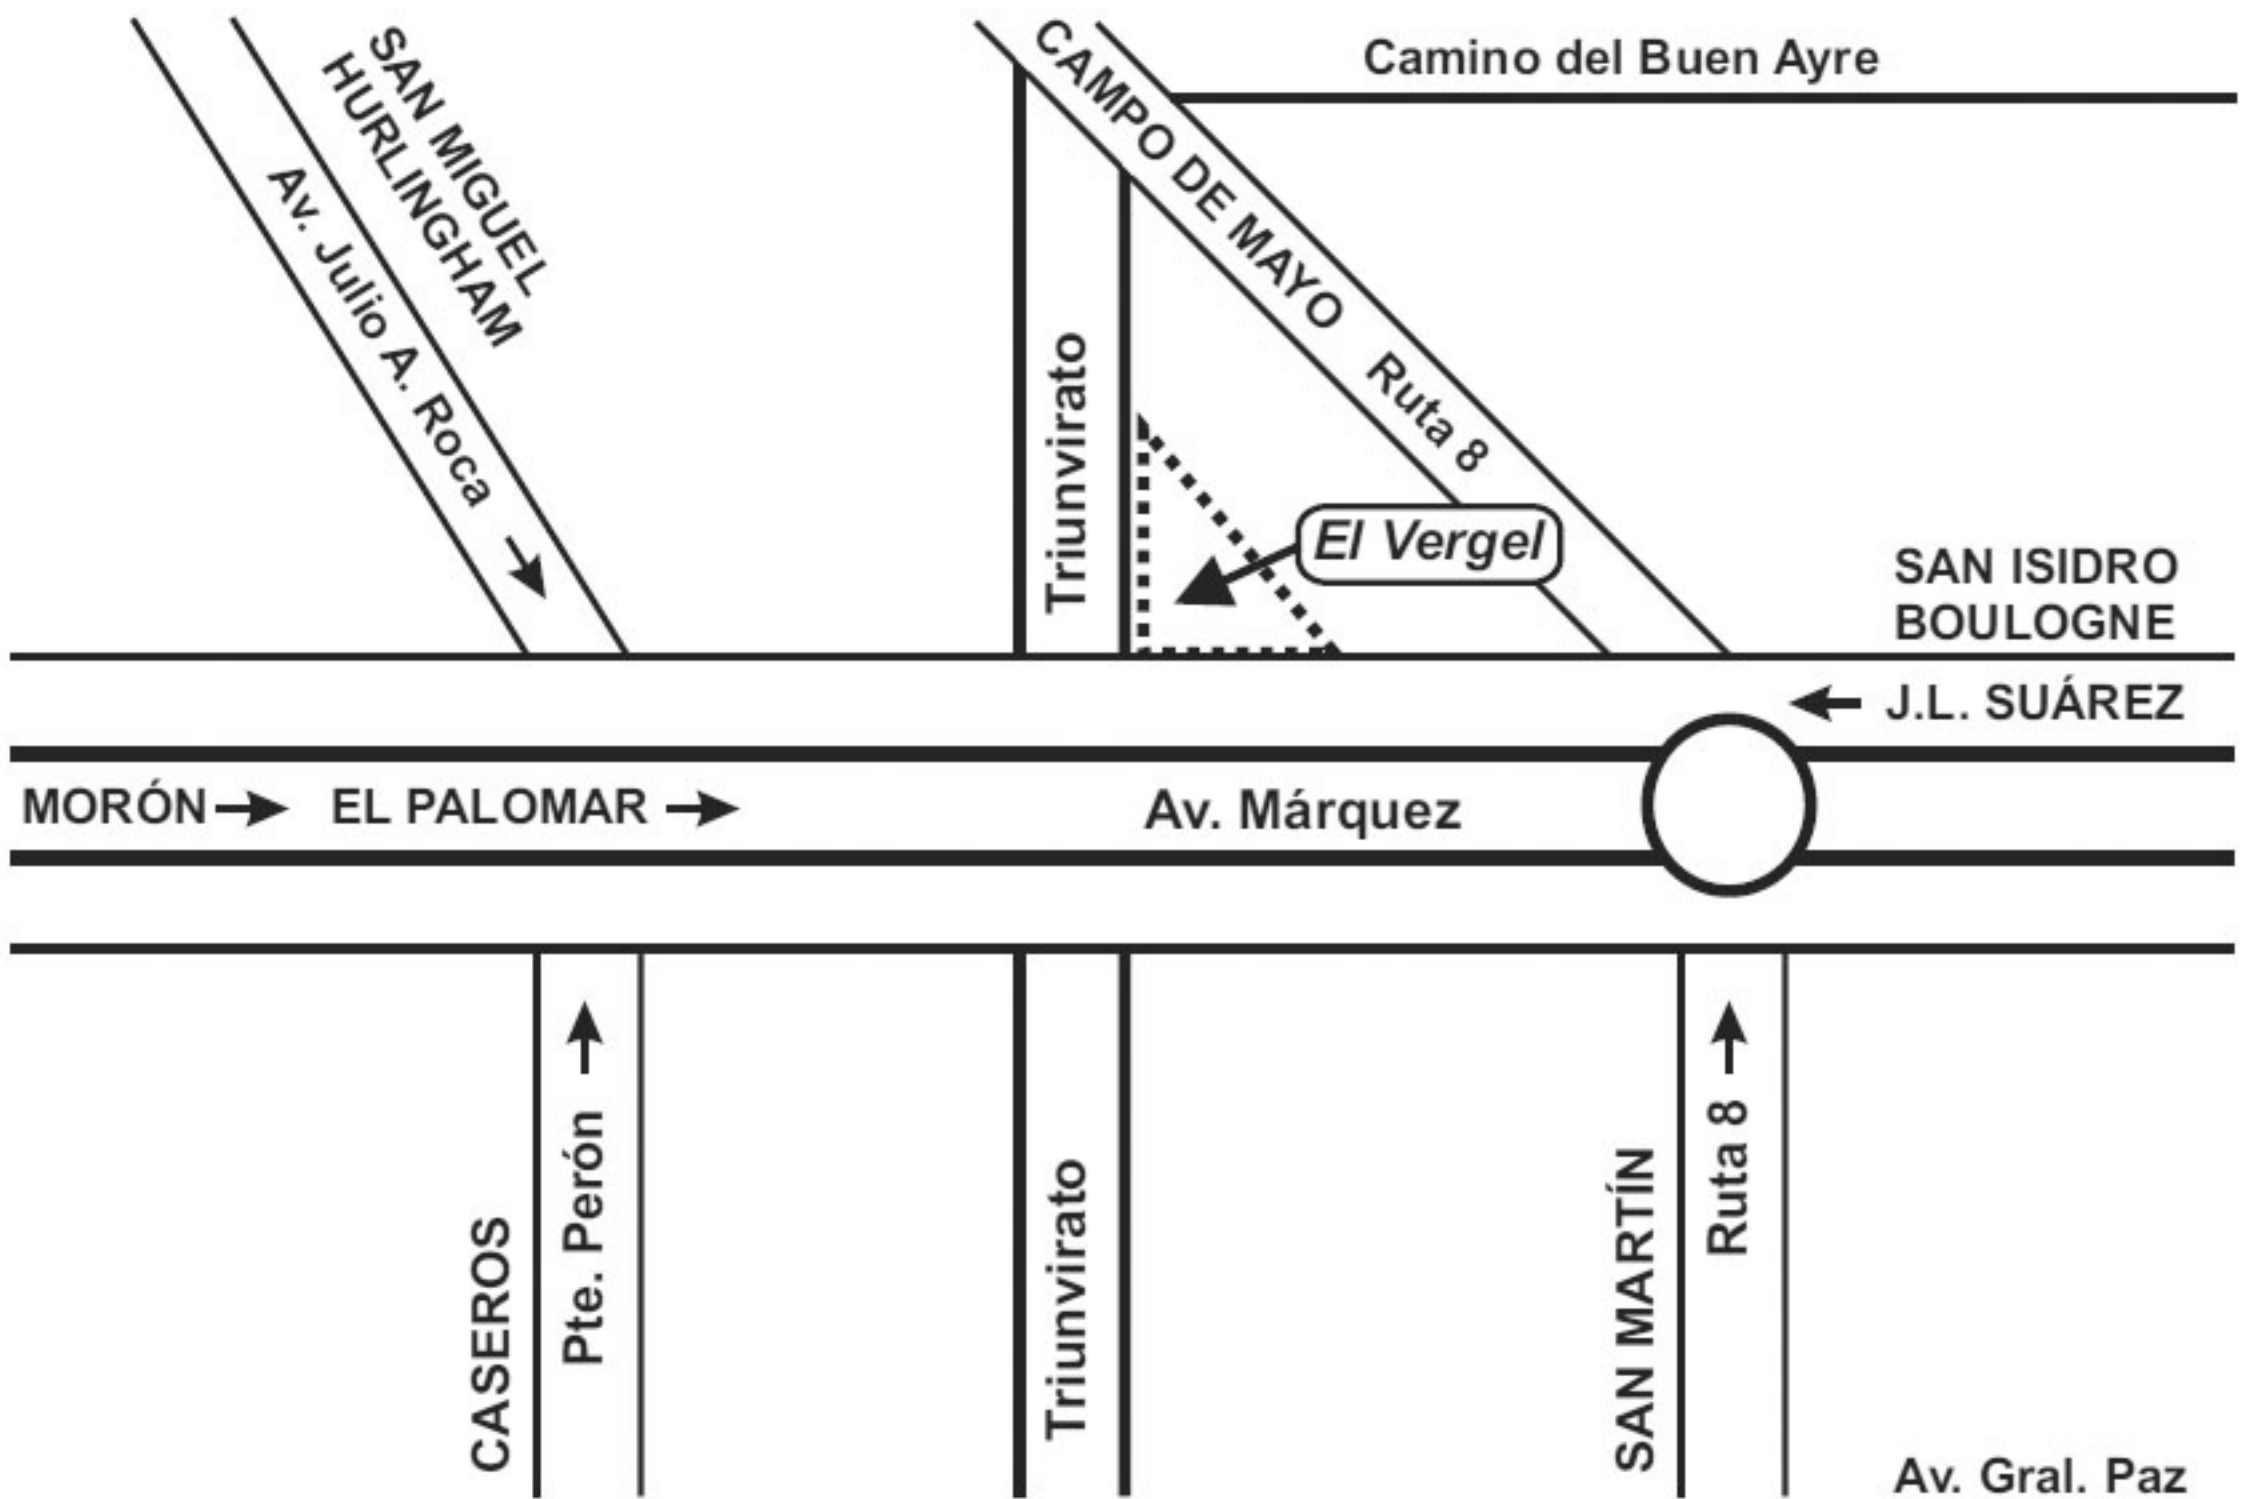 Camino del Buen Ayre
SAN MIGUEL
HURLINGHAM
Av. Julio A. Roca
CAMPO DE MAYO Ruta 8
Triunvirato
El Vergel
SAN ISIDRO
BOULOGNE
J.L. SUÁREZ
MORÓN EL PALOMAR Av. Márquez
CASEROS
Pte. Perón
Triunvirato
SAN MARTÍN
Ruta 8
Av. Gral. Paz